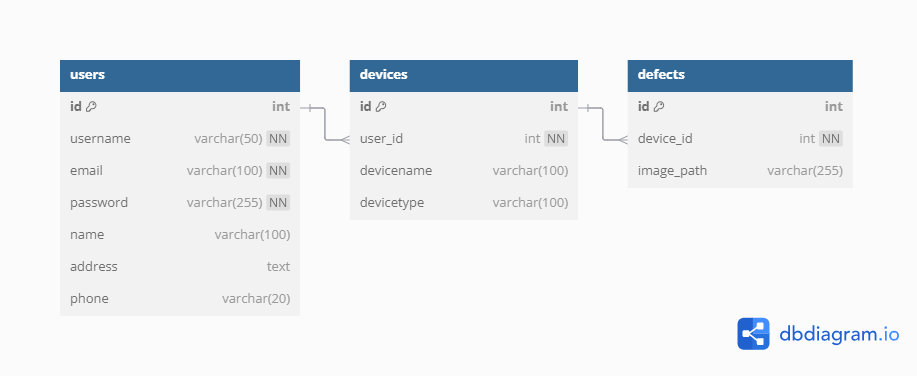 users
id int
username varchar(50) NN
email varchar(100) NN
password varchar(255) NN
name varchar(100)
address text
phone varchar(20)
devices
id int
user_id int NN
devicename varchar(100)
devicetype varchar(100)
defects
id int
device_id int NN
image_path varchar(255)
dbdiagram.io